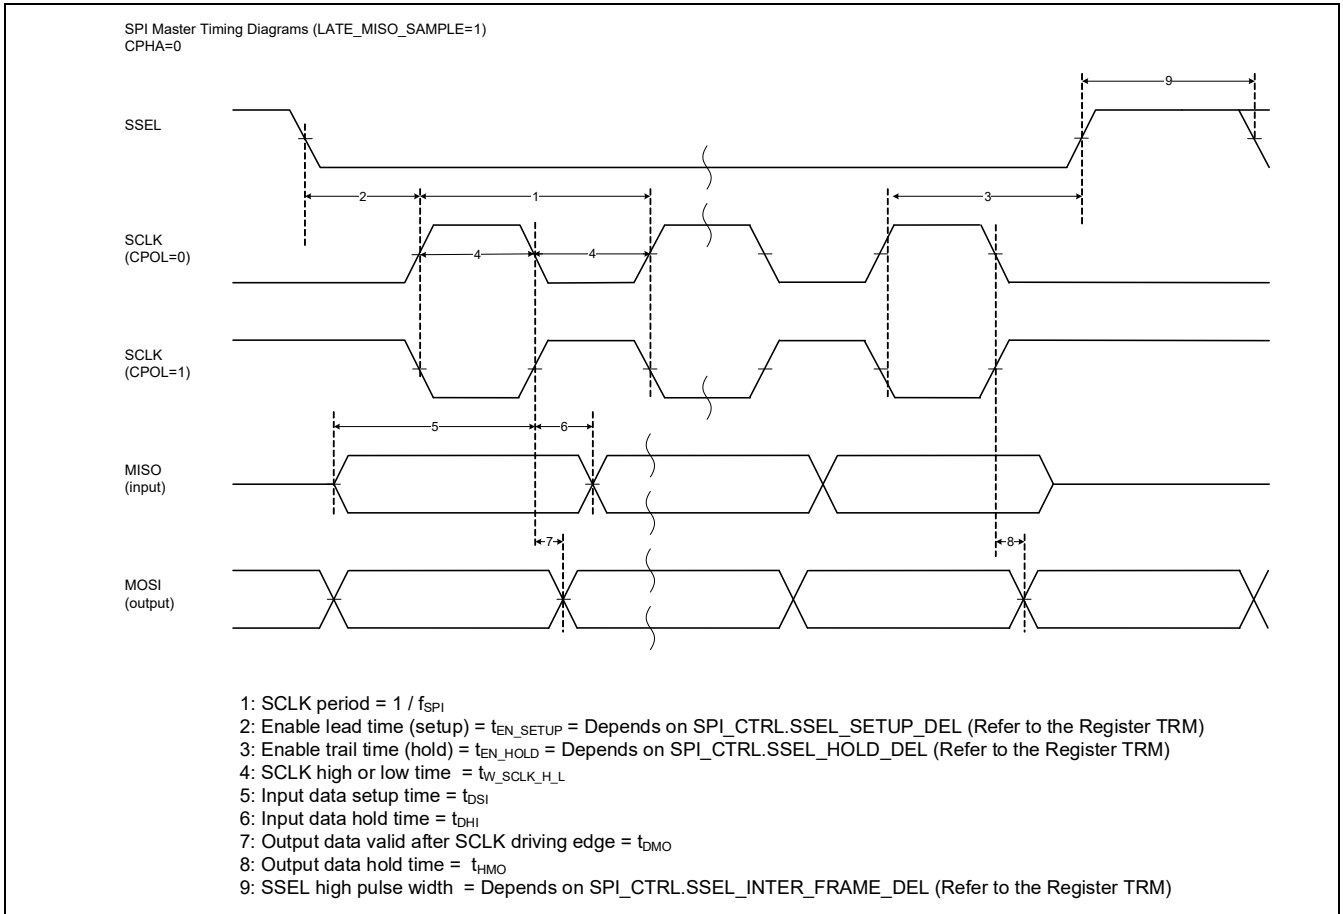 SPI Master Timing Diagrams (LATE_MISO_SAMPLE=1)
CPHA=0
9
SSEL
2
1
3
SCLK
(CPOL=0)
4
4
SCLK
(CPOL=1)
5
6
MISO
(input)
7
8
MOSI
(output)
1: SCLK period = 1 / fSPI
2: Enable lead time (setup) = tEN_SETUP = Depends on SPI_CTRL.SSEL_SETUP_DEL (Refer to the Register TRM)
3: Enable trail time (hold) = tEN_HOLD = Depends on SPI_CTRL.SSEL_HOLD_DEL (Refer to the Register TRM)
4: SCLK high or low time = tW_SCLK_H_L
5: Input data setup time = tDSI
6: Input data hold time = tDHI
7: Output data valid after SCLK driving edge = tDMO
8: Output data hold time = tHMO
9: SSEL high pulse width = Depends on SPI_CTRL.SSEL_INTER_FRAME_DEL (Refer to the Register TRM)